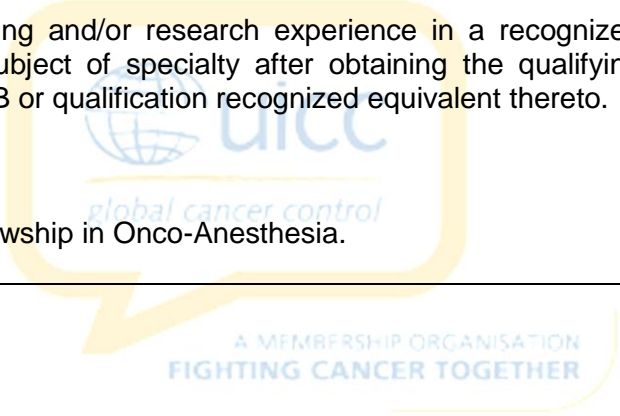 ng and/or research experience in a recognize
ubject of specialty after obtaining the qualifyin
B or qualification recognized equivalent thereto.
uicc
global cancer control
wship in Onco-Anesthesia.
A MEMBERSHIP ORGANISATION
FIGHTING CANCER TOGETHER